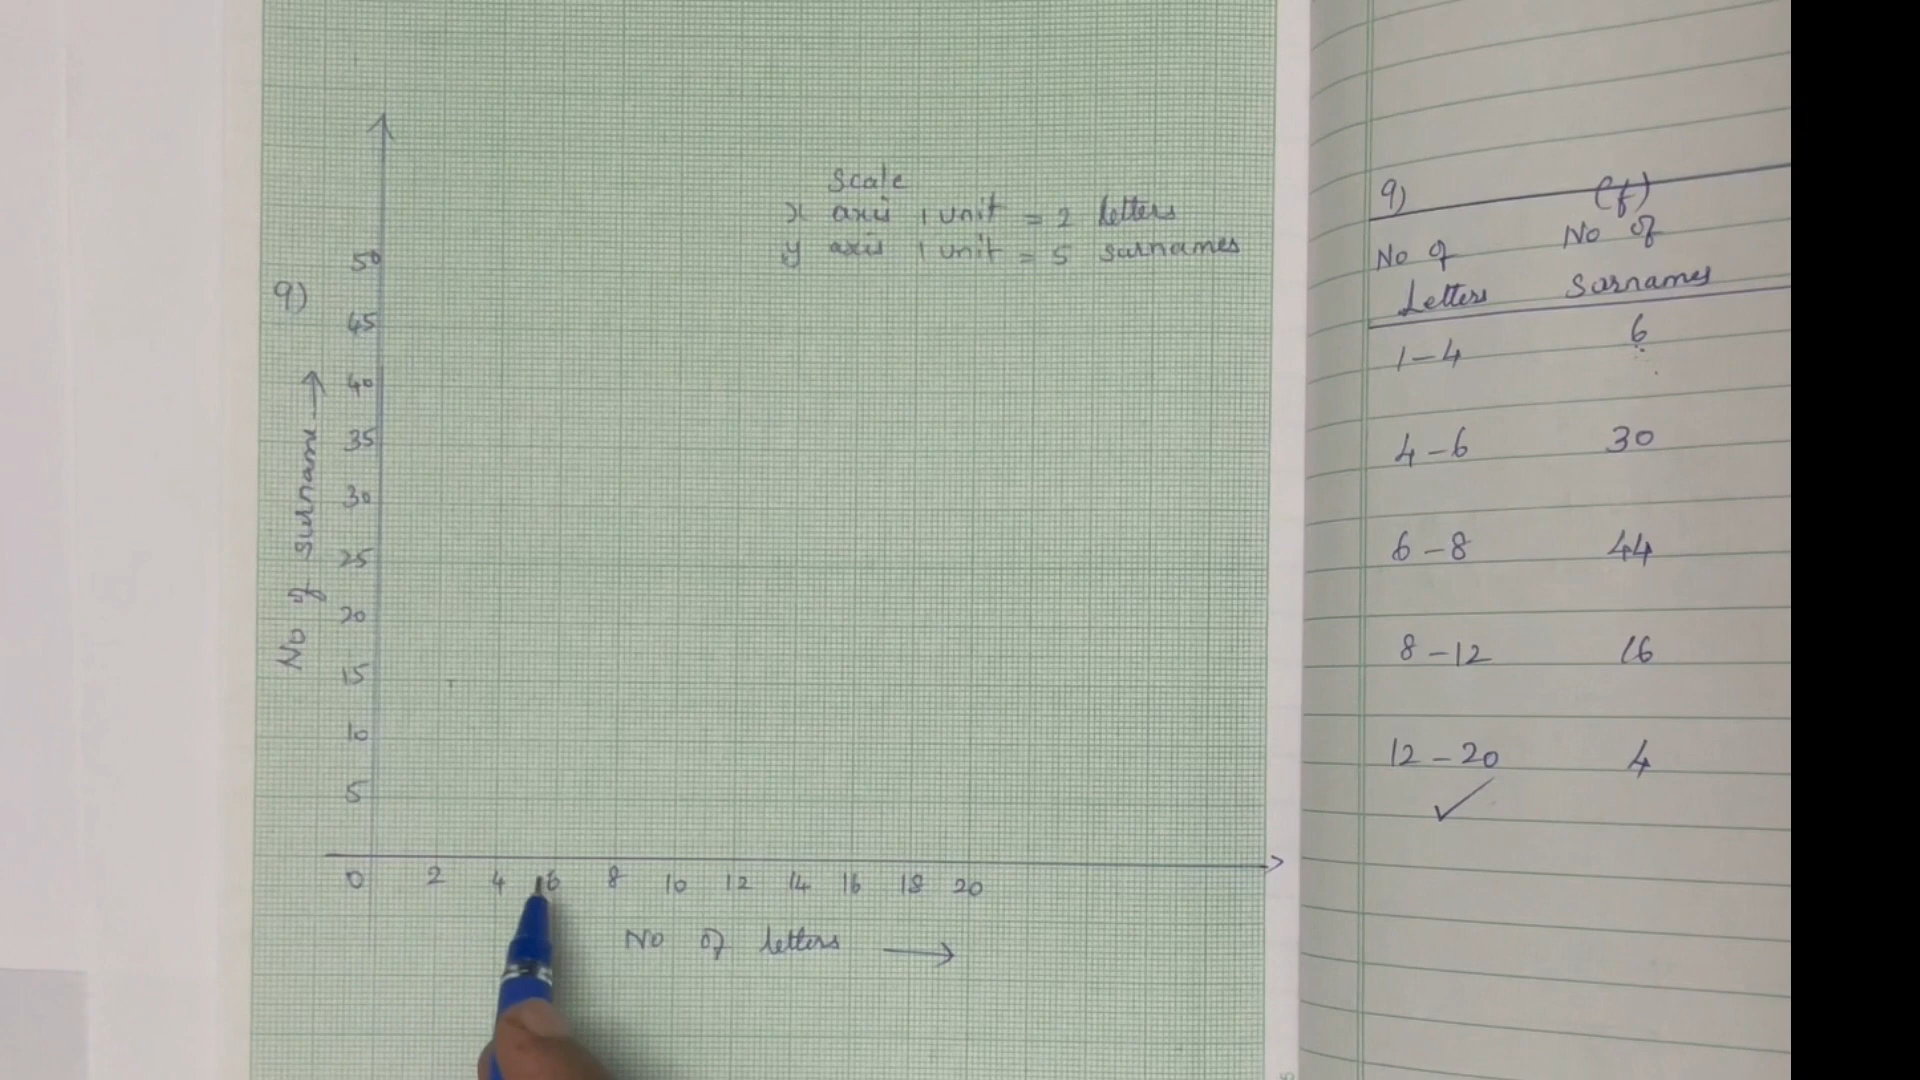 Scale
x axis 1 unit = 2 letters
y axis 1 unit = 5 surnames
9)
50
45
40
35
30
25
20
15
10
5
No of surname →
0 2 4 6 8 10 12 14 16 18 20
No of letters →
9) (f)
No of No of
Letters Surnames
1-4 6
4-6 30
6-8 44
8-12 16
12-20 4